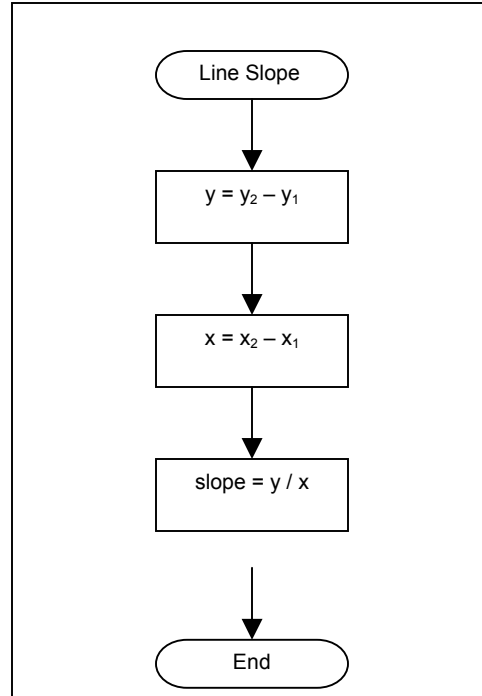 Line Slope
y = y₂ – y₁
x = x₂ – x₁
slope = y / x
End